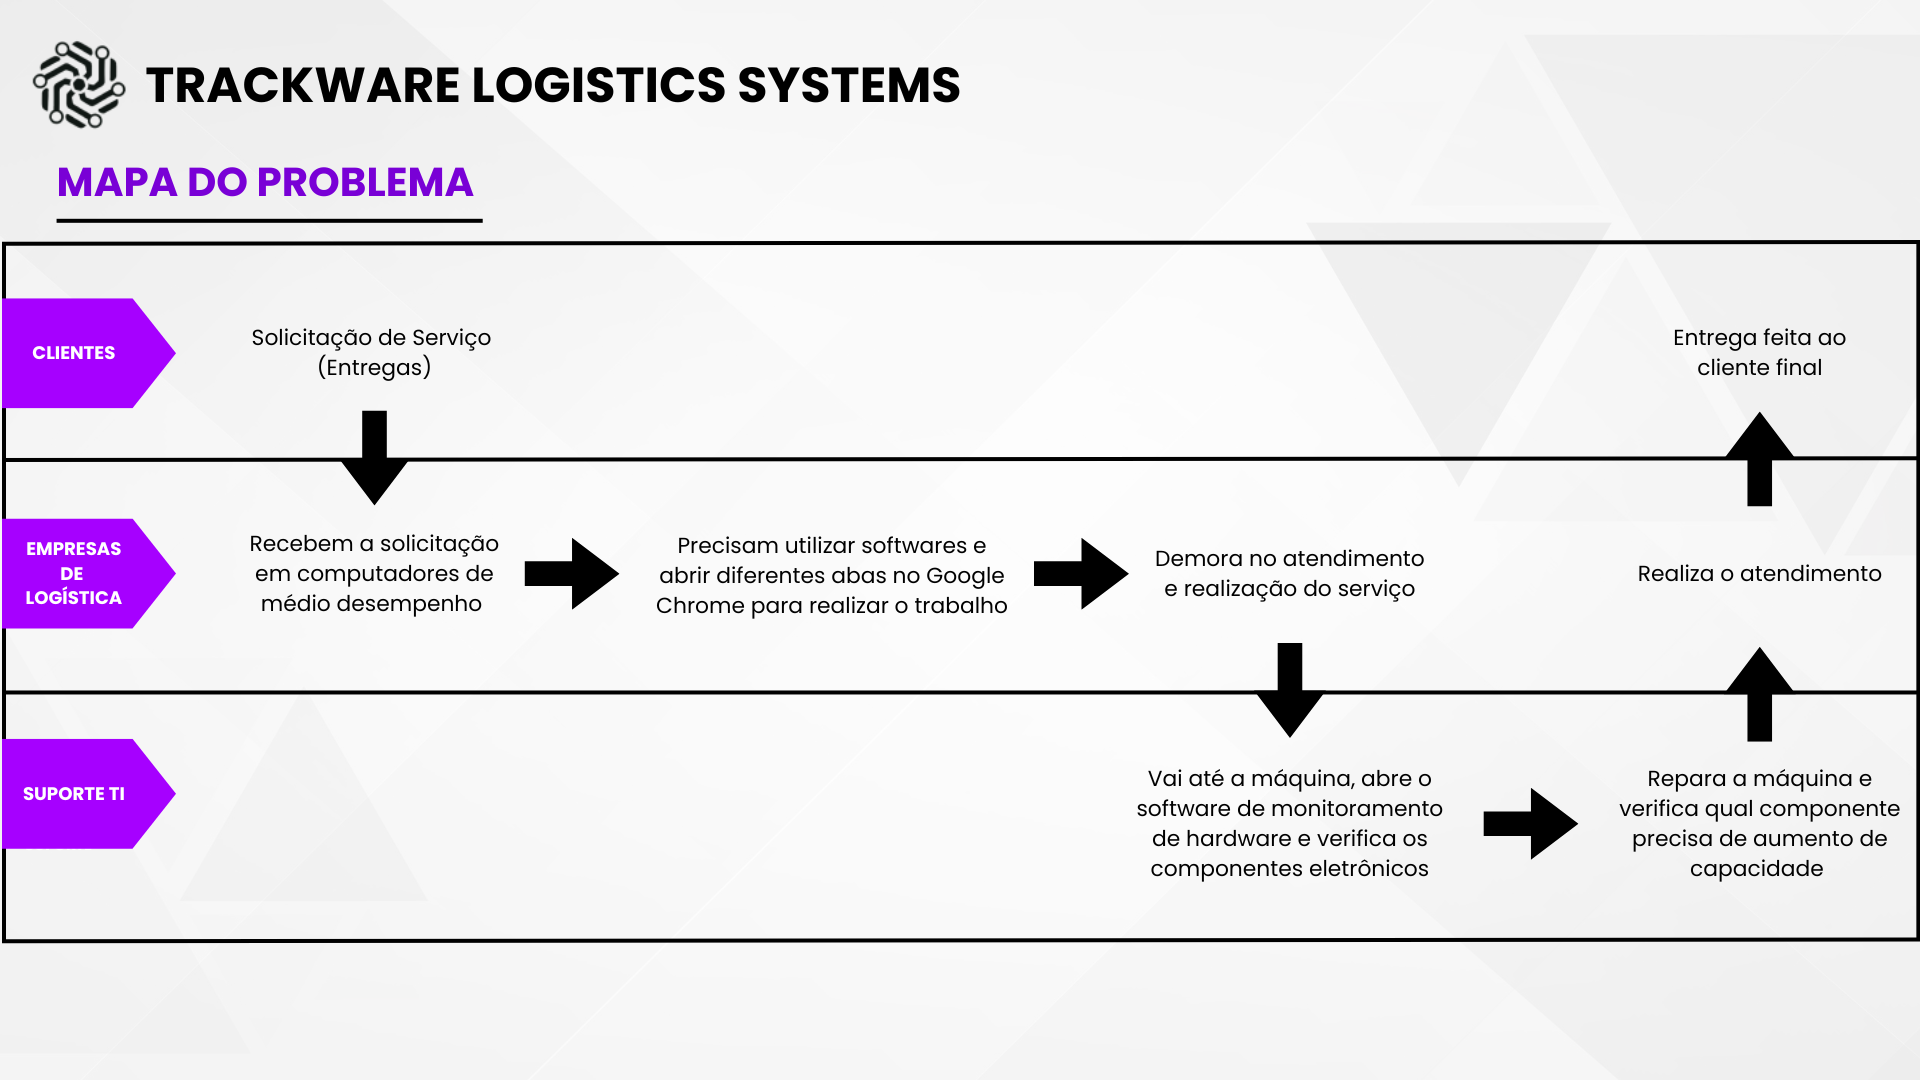 TRACKWARE LOGISTICS SYSTEMS
MAPA DO PROBLEMA
CLIENTES
Solicitação de Serviço
(Entregas)
Entrega feita ao
cliente final
EMPRESAS
DE
LOGÍSTICA
Recebem a solicitação
em computadores de
médio desempenho
Precisam utilizar softwares e
abrir diferentes abas no Google
Chrome para realizar o trabalho
Demora no atendimento
e realização do serviço
Realiza o atendimento
SUPORTE TI
Vai até a máquina, abre o
software de monitoramento
de hardware e verifica os
componentes eletrônicos
Repara a máquina e
verifica qual componente
precisa de aumento de
capacidade